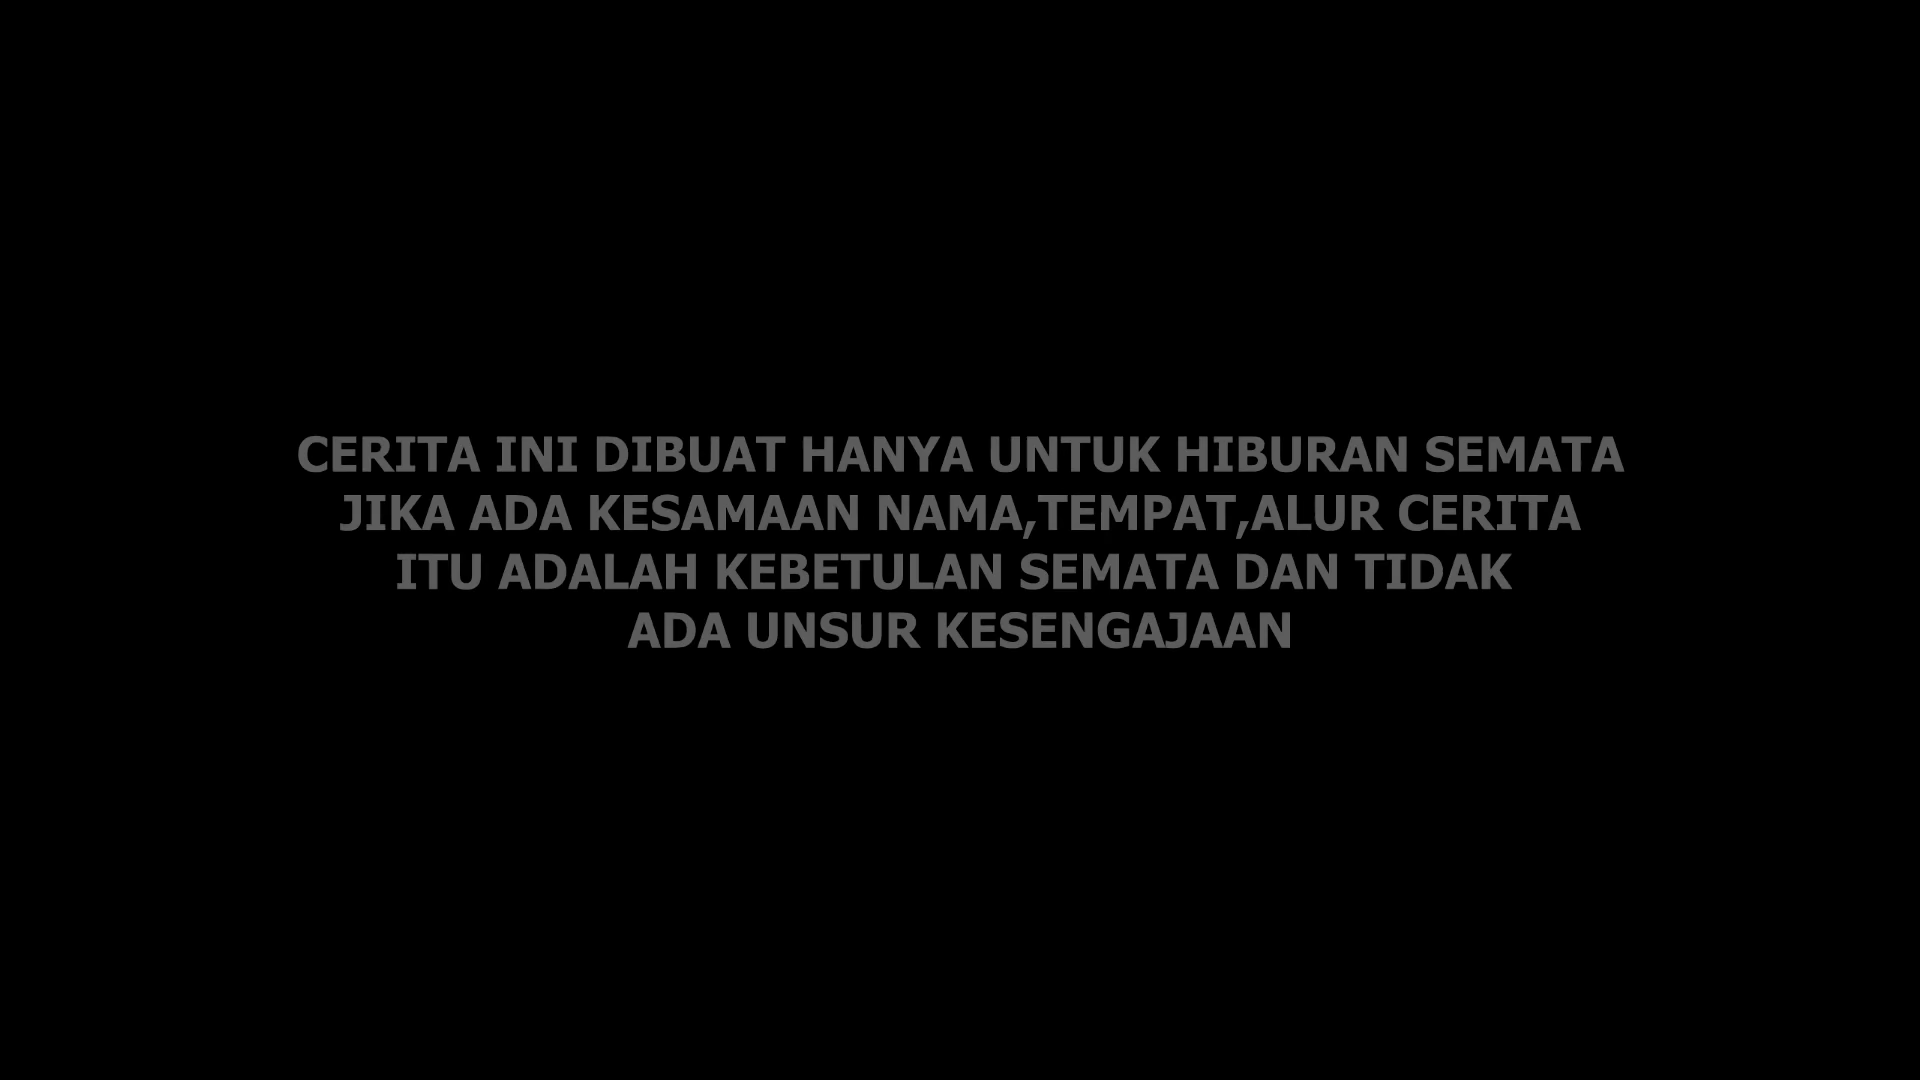 CERITA INI DIBUAT HANYA UNTUK HIBURAN SEMATA
JIKA ADA KESAMAAN NAMA,TEMPAT,ALUR CERITA
ITU ADALAH KEBETULAN SEMATA DAN TIDAK
ADA UNSUR KESENGAJAAN